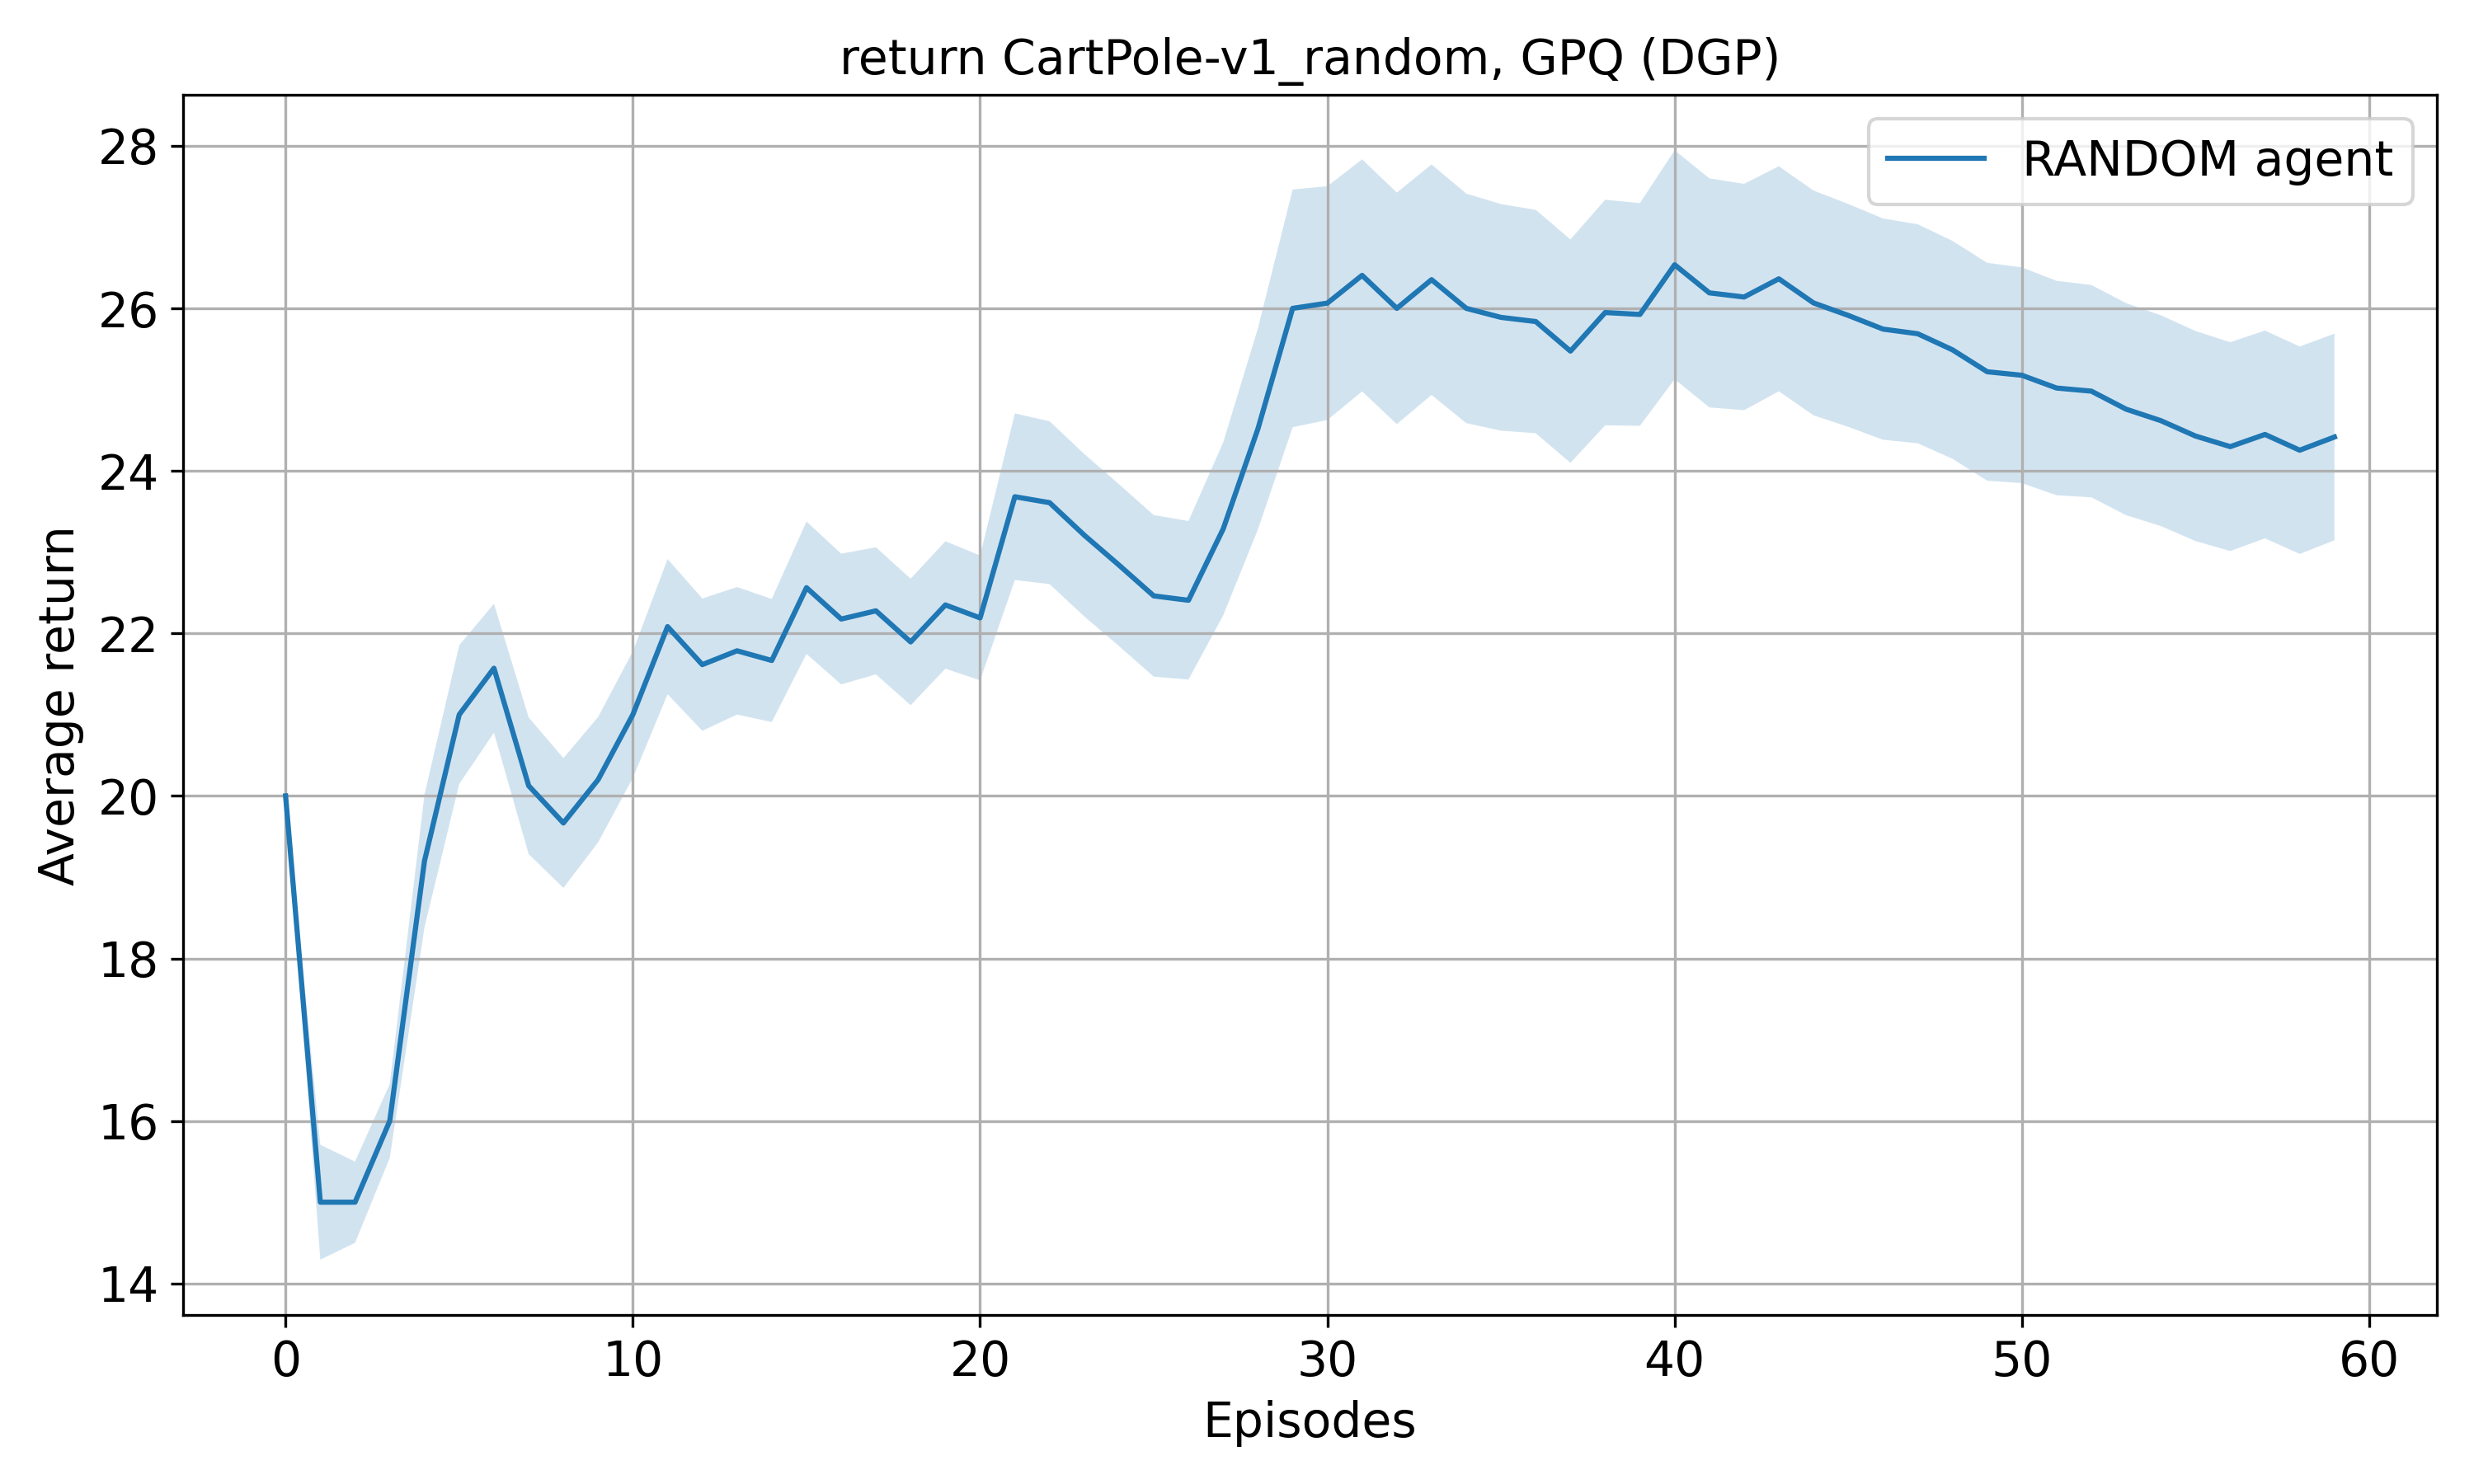 return CartPole-v1_random, GPQ (DGP)
RANDOM agent
28
26
24
22
20
18
16
14
Average return
0 10 20 30 40 50 60
Episodes